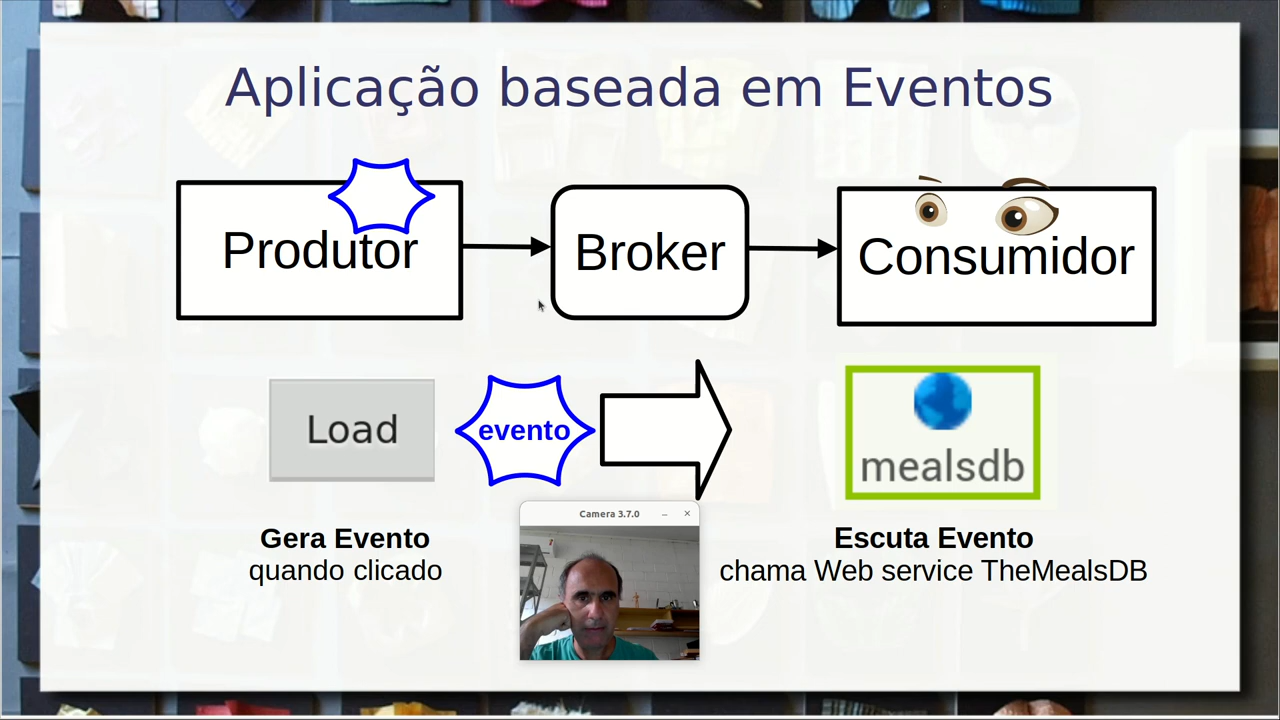 Aplicação baseada em Eventos
Produtor
Broker
Consumidor
Load
evento
mealsdb
Camera 3.7.0
Gera Evento
quando clicado
Escuta Evento
chama Web service TheMealsDB